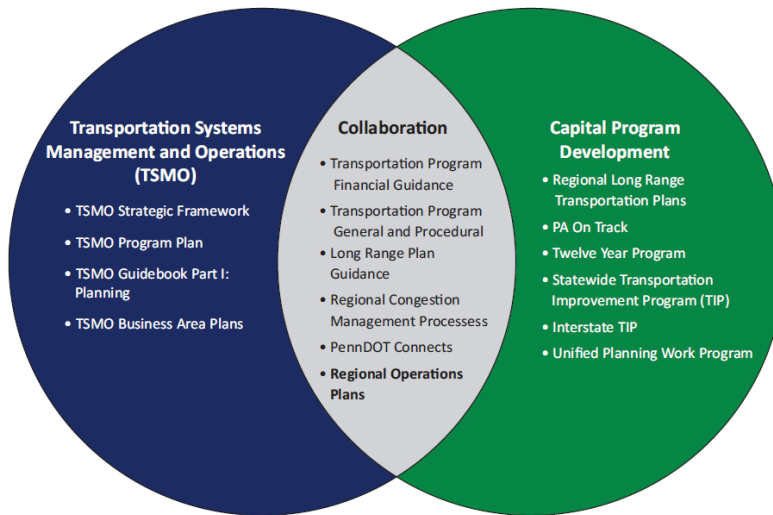 Transportation Systems
Management and Operations
(TSMO)
• TSMO Strategic Framework
• TSMO Program Plan
• TSMO Guidebook Part I:
Planning
• TSMO Business Area Plans
Collaboration
• Transportation Program
Financial Guidance
• Transportation Program
General and Procedural
• Long Range Plan
Guidance
• Regional Congestion
Management Processess
• PennDOT Connects
• Regional Operations
Plans
Capital Program
Development
• Regional Long Range
Transportation Plans
• PA On Track
• Twelve Year Program
• Statewide Transportation
Improvement Program (TIP)
• Interstate TIP
• Unified Planning Work Program